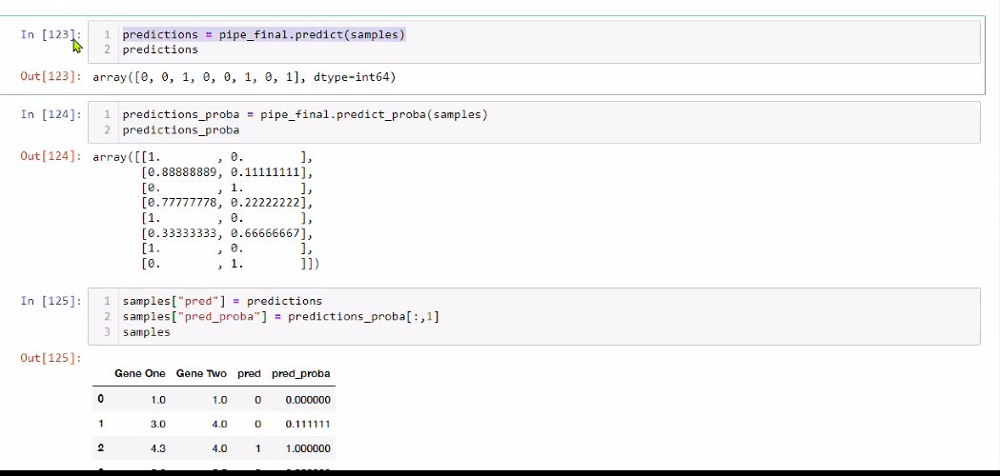 In [123]:
1 predictions = pipe_final.predict(samples)
2 predictions
Out[123]: array([0, 0, 1, 0, 0, 1, 0, 1], dtype=int64)
In [124]:
1 predictions_proba = pipe_final.predict_proba(samples)
2 predictions_proba
Out[124]: array([[1.        , 0.        ],
[0.88888889, 0.11111111],
[0.        , 1.        ],
[0.77777778, 0.22222222],
[1.        , 0.        ],
[0.33333333, 0.66666667],
[1.        , 0.        ],
[0.        , 1.        ]])
In [125]:
1 samples["pred"] = predictions
2 samples["pred_proba"] = predictions_proba[:,1]
3 samples
Out[125]:
Gene One Gene Two pred pred_proba
0 1.0 1.0 0 0.000000
1 3.0 4.0 0 0.111111
2 4.3 4.0 1 1.000000